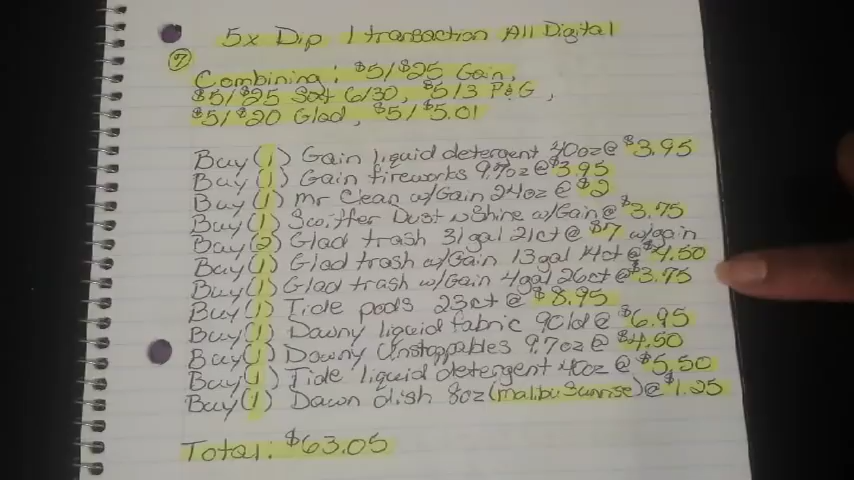 5x Dip 1 transaction All Digital
⑦
Combining: $5/$25 Gain,
$5/$25 Sat 6/30, $5/3 P&G,
$5/$20 Glad, $5/$5.01
Buy (1) Gain liquid detergent 40oz @ $3.95
Buy (1) Gain fireworks 9.7oz @ $3.95
Buy (1) Mr Clean w/Gain 24oz @ $2
Buy (1) Swiffer Dust n Shine w/Gain @ $3.75
Buy (2) Glad trash 31gal 21ct @ $7 w/gain
Buy (1) Glad trash w/Gain 13gal 14ct @ $4.50
Buy (1) Glad trash w/Gain 4gal 26ct @ $3.75
Buy (1) Tide pods 23ct @ $8.95
Buy (1) Downy liquid fabric 90ld @ $6.95
Buy (1) Downy Unstoppables 9.7oz @ $4.50
Buy (1) Tide liquid detergent 40oz @ $5.50
Buy (1) Dawn dish 8oz (malibu Sunrise) @ $1.25
Total: $63.05